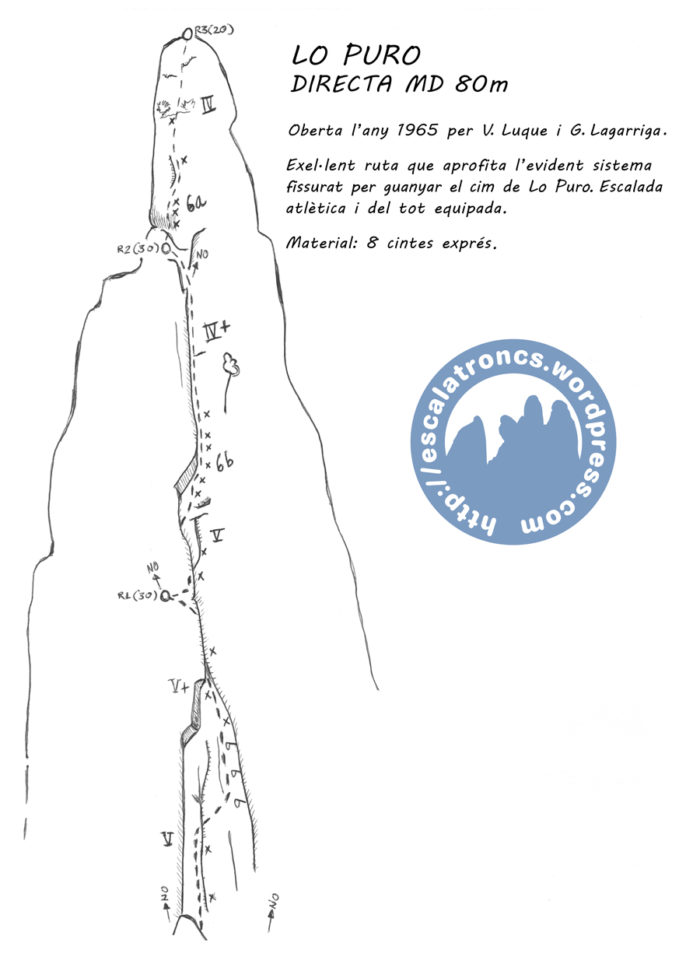 R3(20)
LO PURO
DIRECTA MD 80m
IV
Oberta l'any 1965 per V. Luque i G. Lagarriga.
Exel·lent ruta que aprofita l'evident sistema
fissurat per guanyar el cim de Lo Puro. Escalada
atlètica i del tot equipada.
6a
Material: 8 cintes exprés.
R2(30)
NO
IV+
http://escalatroncs.wordpress.com
6b
V
NO
R1(30)
V+
V
NO
NO